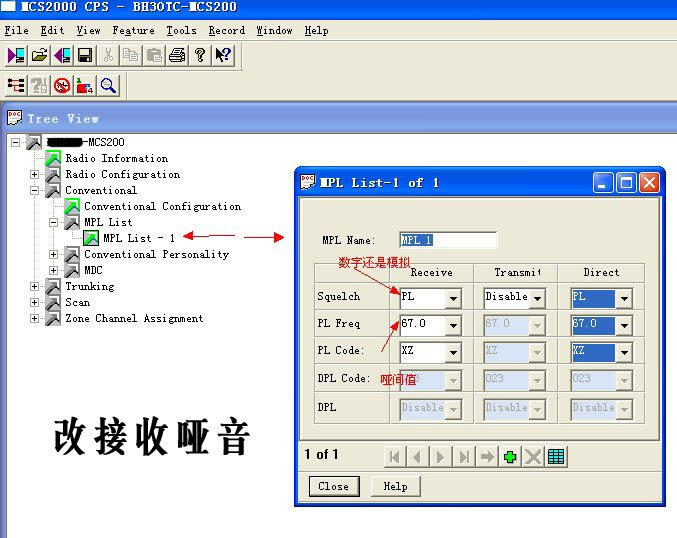 MCS2000 CPS - BH3OTC-MCS200
File Edit View Feature Tools Record Window Help
Tree View
-MCS200
Radio Information
Radio Configuration
Conventional
Conventional Configuration
MPL List
MPL List - 1
Conventional Personality
MDC
Trunking
Scan
Zone Channel Assignment
改接收哑音
MPL List-1 of 1
MPL Name: MPL 1
数字还是模拟
Receive Transmit Direct
Squelch PL Disable PL
PL Freq 67.0 67.0 67.0
PL Code: XZ XZ XZ
DPL Code: 023 023
哑间值
DPL Disable Disable Disable
1 of 1
Close Help